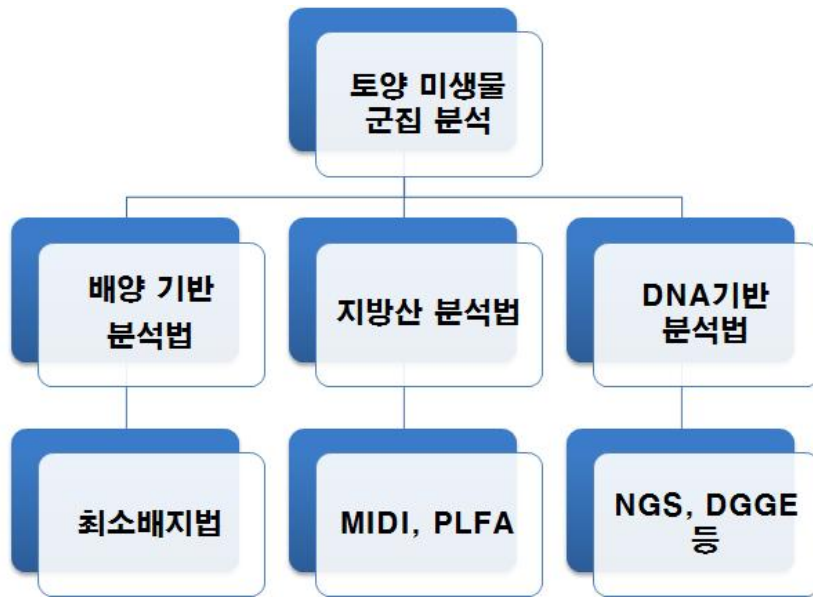 토양 미생물
군집 분석
배양 기반
분석법
지방산 분석법
DNA기반
분석법
최소배지법
MIDI, PLFA
NGS, DGGE
등